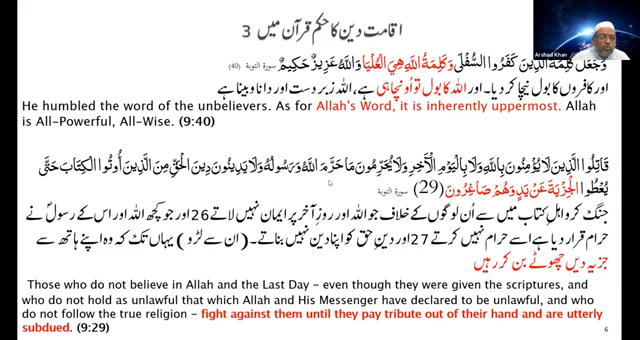 اقامت دین کا حکم قرآن میں 3
Arshad Khan
وَجَعَلَ كَلِمَةَ الَّذِينَ كَفَرُوا السُّفْلَىٰ وَكَلِمَةُ اللَّهِ هِيَ الْعُلْيَا وَاللَّهُ عَزِيزٌ حَكِيمٌ سورة التوبة (40)
اور کافروں کا بول نیچا کر دیا۔ اور اللہ کا بول تو اونچا ہی ہے، اللہ زبردست اور دانا و بینا ہے
He humbled the word of the unbelievers. As for Allah's Word, it is inherently uppermost. Allah
is All-Powerful, All-Wise. (9:40)
قَاتِلُوا الَّذِينَ لَا يُؤْمِنُونَ بِاللَّهِ وَلَا بِالْيَوْمِ الْآخِرِ وَلَا يُحَرِّمُونَ مَا حَرَّمَ اللَّهُ وَرَسُولُهُ وَلَا يَدِينُونَ دِينَ الْحَقِّ مِنَ الَّذِينَ أُوتُوا الْكِتَابَ حَتَّىٰ
يُعْطُوا الْجِزْيَةَ عَنْ يَدٍ وَهُمْ صَاغِرُونَ (29) سورة التوبة
جنگ کرو اہل کتاب میں سے اُن لوگوں کے خلاف جو اللہ اور روز آخر پر ایمان نہیں لاتے 26 اور جو کچھ اللہ اور اس کے رسولؐ نے
حرام قرار دیا ہے اسے حرام نہیں کرتے 27 اور دین حق کو اپنا دین نہیں بناتے۔ (ان سے لڑو) یہاں تک کہ وہ اپنے ہاتھ سے
جزیہ دیں چھوٹے بن کر رہیں
Those who do not believe in Allah and the Last Day – even though they were given the scriptures, and
who do not hold as unlawful that which Allah and His Messenger have declared to be unlawful, and who
do not follow the true religion – fight against them until they pay tribute out of their hand and are utterly
subdued. (9:29)
6